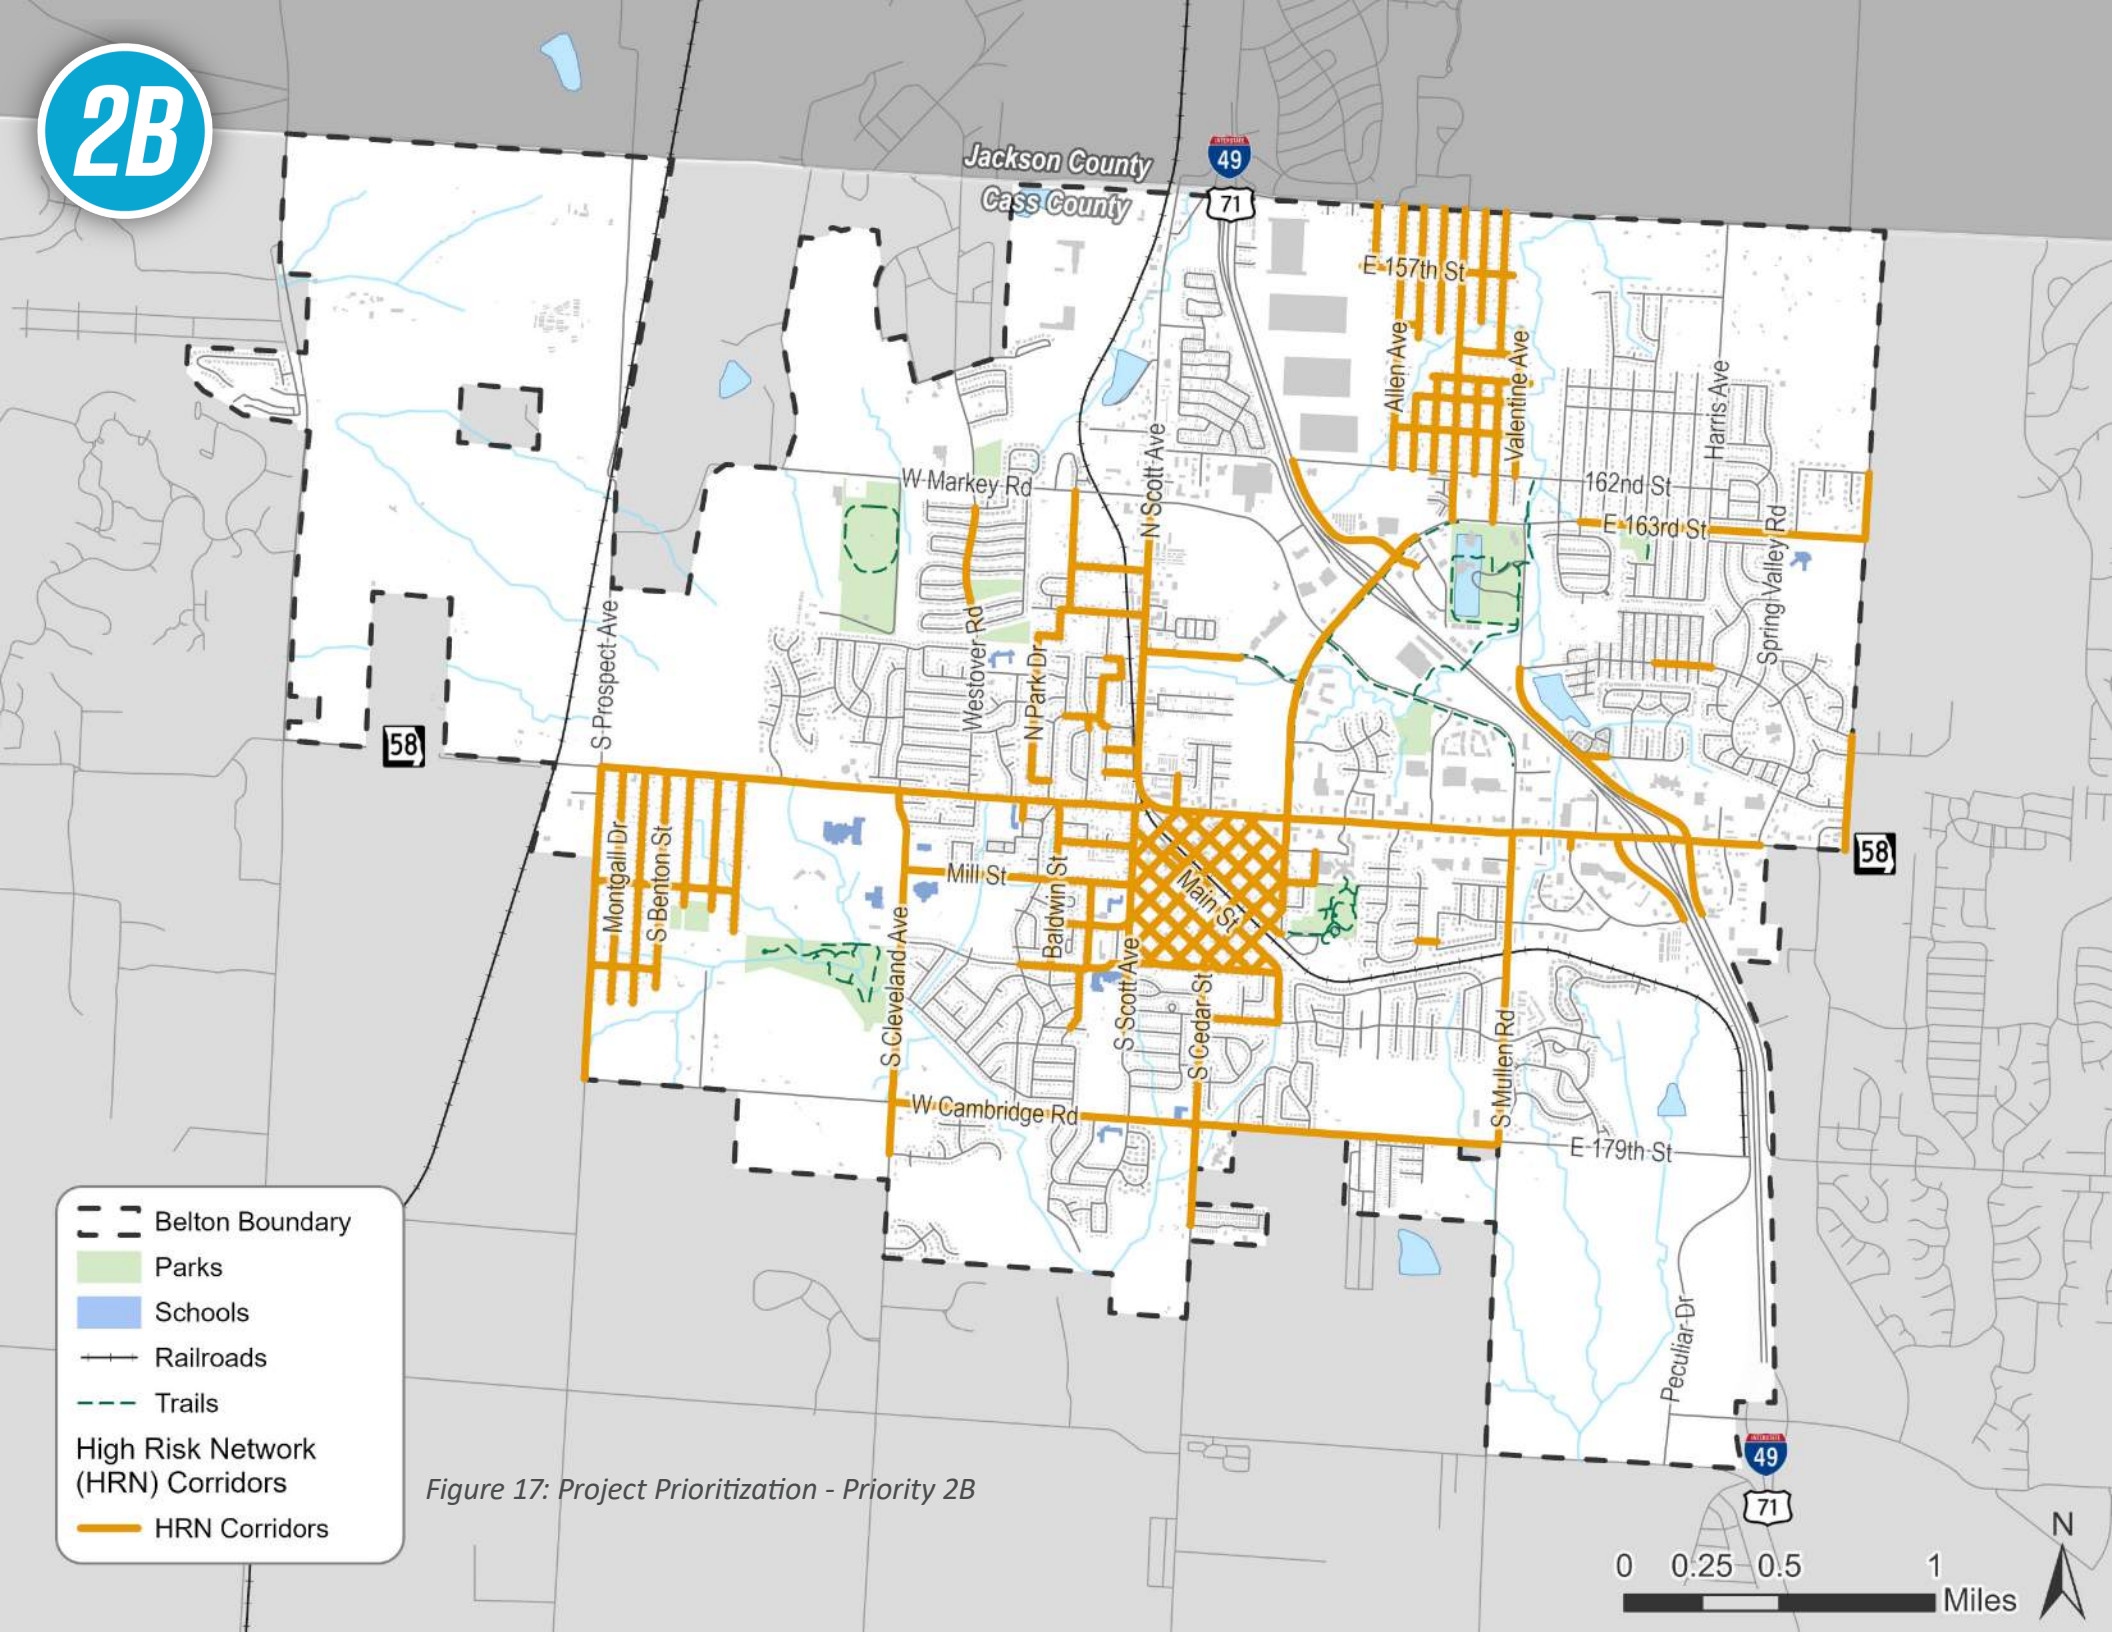 2B
Jackson County
Cass County
INTERSTATE
49
71
E 157th St
Allen Ave
Valentine Ave
Harris Ave
N Scott Ave
W Markey Rd
162nd St
E 163rd St
Spring Valley Rd
S Prospect Ave
Westover Rd
N Park Dr
58
Montgall Dr
S Benton St
Mill St
Baldwin St
Main St
58
S Cleveland Ave
S Scott Ave
S Cedar St
S Mullen Rd
W Cambridge Rd
E 179th St
Peculiar Dr
Belton Boundary
Parks
Schools
Railroads
Trails
High Risk Network
(HRN) Corridors
HRN Corridors
Figure 17: Project Prioritization - Priority 2B
INTERSTATE
49
71
N
0 0.25 0.5 1
Miles